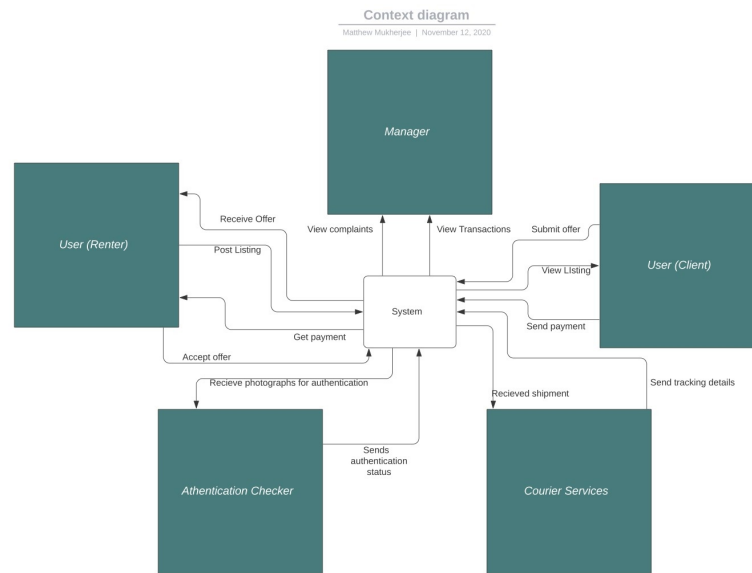 Context diagram
Matthew Mukherjee | November 12, 2020
Manager
User (Renter)
Receive Offer
Post Listing
View complaints
View Transactions
Submit offer
View LIsting
User (Client)
System
Send payment
Get payment
Accept offer
Recieve photographs for authentication
Recieved shipment
Send tracking details
Sends
authentication
status
Athentication Checker
Courier Services